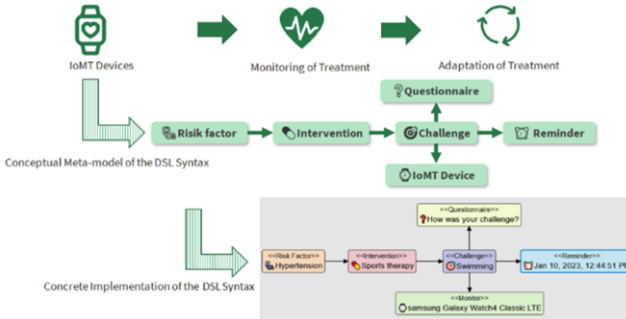 IoMT Devices
Monitoring of Treatment
Adaptation of Treatment
Questionnaire
Risik factor
Intervention
Challenge
Reminder
IoMT Device
Conceptual Meta-model of the DSL Syntax
<<Questionnaire>>
How was your challenge?
<<Risk Factor>>
Hypertension
<<Intervention>>
Sports therapy
<<Challenge>>
Swimming
<<Reminder>>
Jan 10, 2023, 12:44:51 PM
<<Monitor>>
samsung Galaxy Watch4 Classic LTE
Concrete Implementation of the DSL Syntax